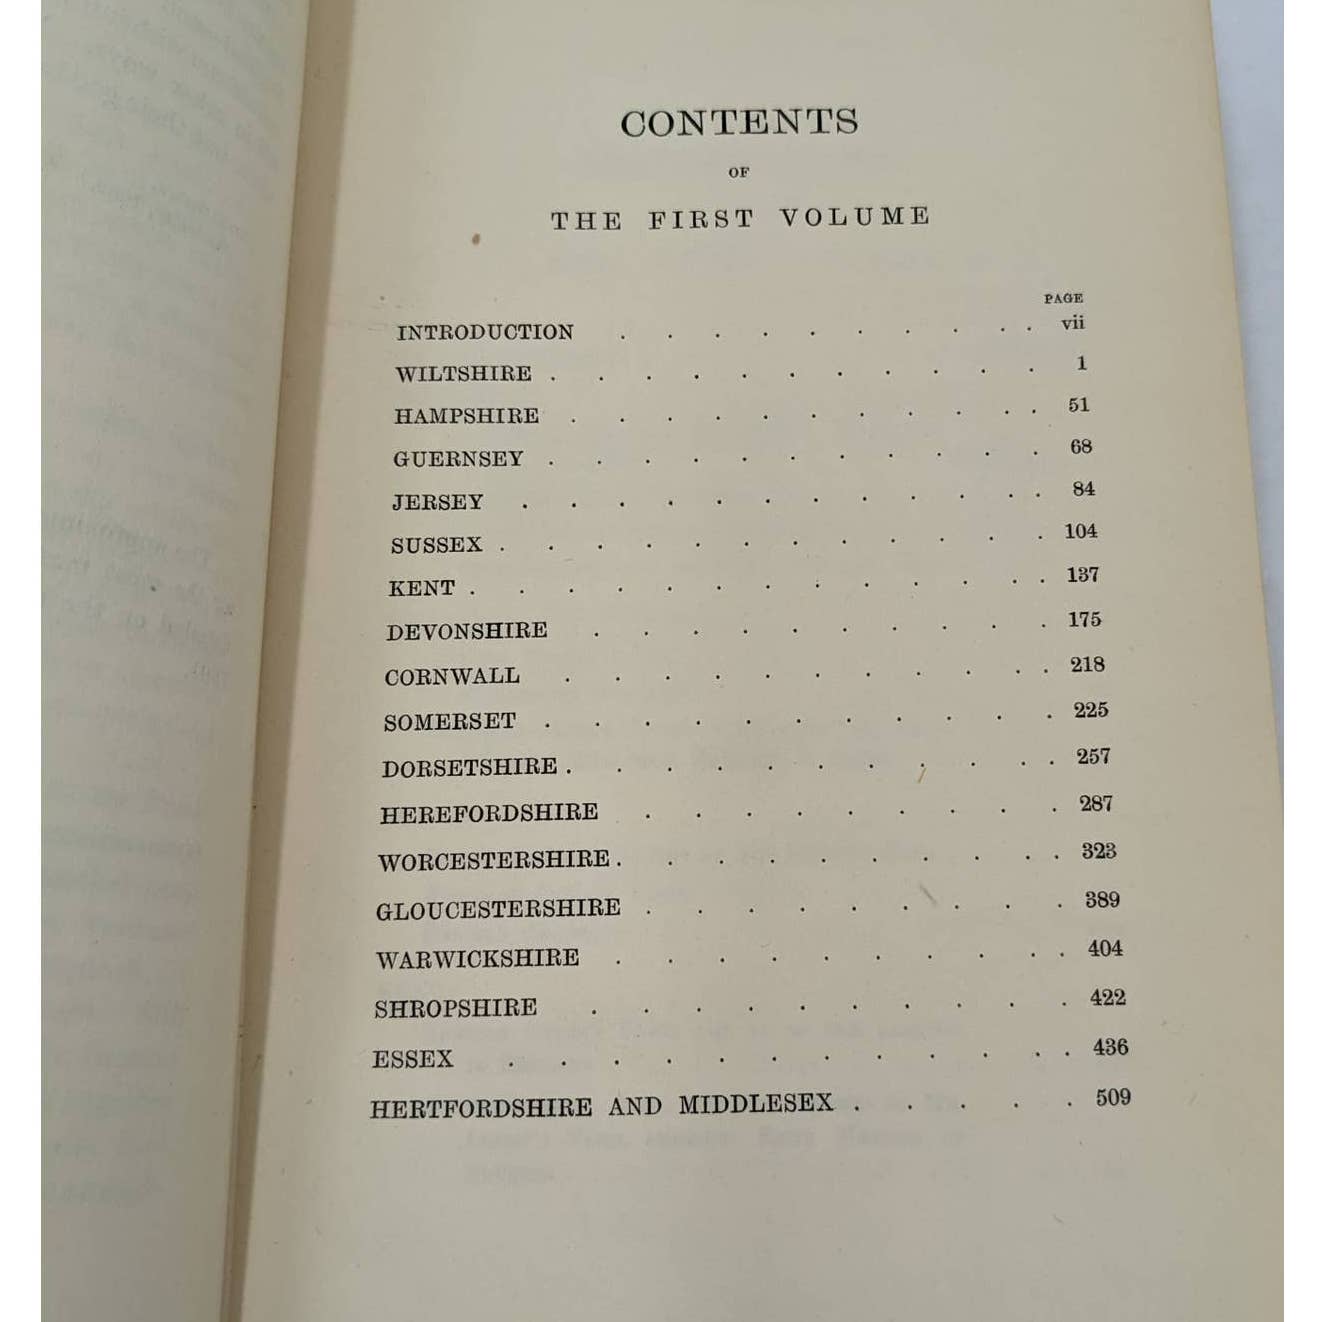 CONTENTS
OF
THE FIRST VOLUME
PAGE
INTRODUCTION . . . . . . . . . . vii
WILTSHIRE . . . . . . . . . . . 1
HAMPSHIRE . . . . . . . . . . . 51
GUERNSEY . . . . . . . . . . . 68
JERSEY . . . . . . . . . . . . 84
SUSSEX . . . . . . . . . . . . 104
KENT . . . . . . . . . . . . . 137
DEVONSHIRE . . . . . . . . . . 175
CORNWALL . . . . . . . . . . . 218
SOMERSET . . . . . . . . . . . 225
DORSETSHIRE . . . . . . . . . . . 257
HEREFORDSHIRE . . . . . . . . . 287
WORCESTERSHIRE . . . . . . . . . . 323
GLOUCESTERSHIRE . . . . . . . . . 389
WARWICKSHIRE . . . . . . . . . . 404
SHROPSHIRE . . . . . . . . . . 422
ESSEX . . . . . . . . . . . . 436
HERTFORDSHIRE AND MIDDLESEX . . . . . 509